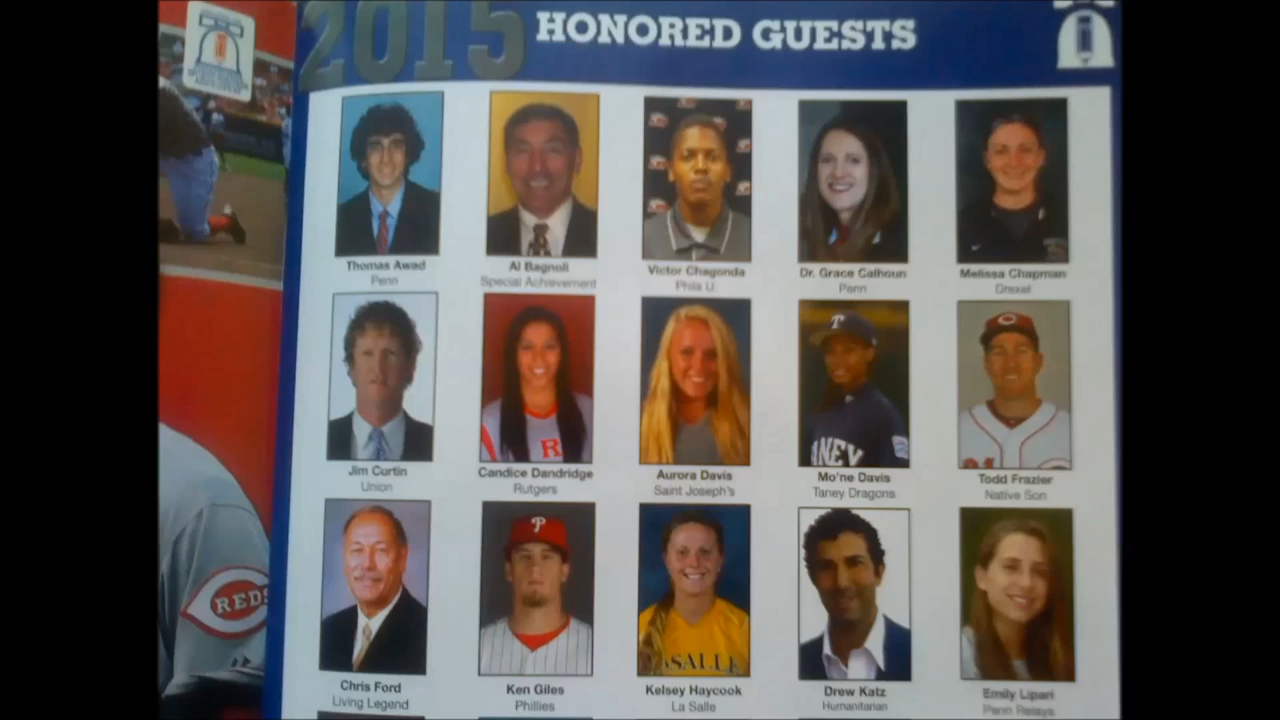 2015 HONORED GUESTS
Thomas Awad
Penn
Al Bagnoli
Special Achievement
Victor Chagonda
Phila U.
Dr. Grace Calhoun
Penn
Melissa Chapman
Drexel
Jim Curtin
Union
Candice Dandridge
Rutgers
R
Aurora Davis
Saint Joseph's
T
ANEY
Mo'ne Davis
Taney Dragons
C
Todd Frazier
Native Son
REDS
Chris Ford
Living Legend
P
Ken Giles
Phillies
ASALLE
Kelsey Haycook
La Salle
Drew Katz
Humanitarian
Emily Lipari
Penn Relays